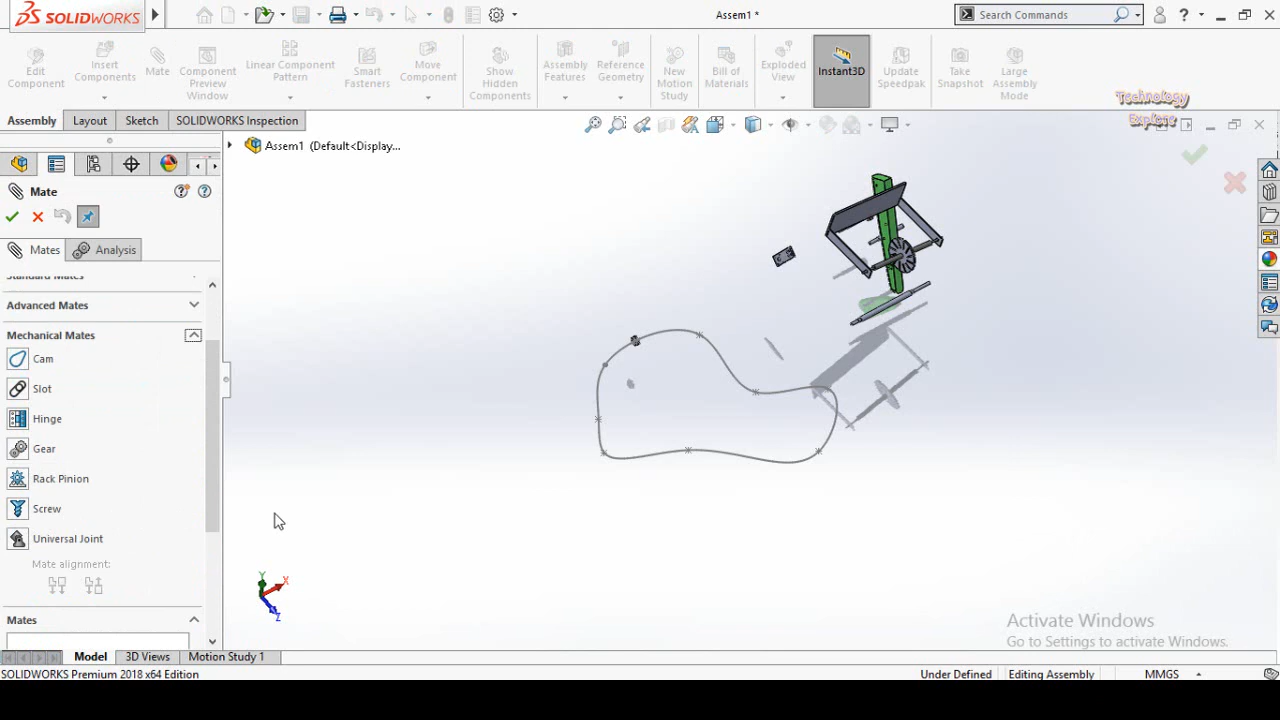 SOLIDWORKS
Assem1 *
Search Commands
Edit Component
Insert Components
Mate
Component Preview Window
Linear Component Pattern
Smart Fasteners
Move Component
Show Hidden Components
Assembly Features
Reference Geometry
New Motion Study
Bill of Materials
Exploded View
Instant3D
Update Speedpak
Take Snapshot
Large Assembly Mode
Technology
Explore
Assembly
Layout
Sketch
SOLIDWORKS Inspection
Assem1 (Default<Display...
Mate
Mates
Analysis
Standard Mates
Advanced Mates
Mechanical Mates
Cam
Slot
Hinge
Gear
Rack Pinion
Screw
Universal Joint
Mate alignment:
Mates
Y
X
Z
Activate Windows
Go to Settings to activate Windows.
Model
3D Views
Motion Study 1
SOLIDWORKS Premium 2018 x64 Edition
Under Defined
Editing Assembly
MMGS